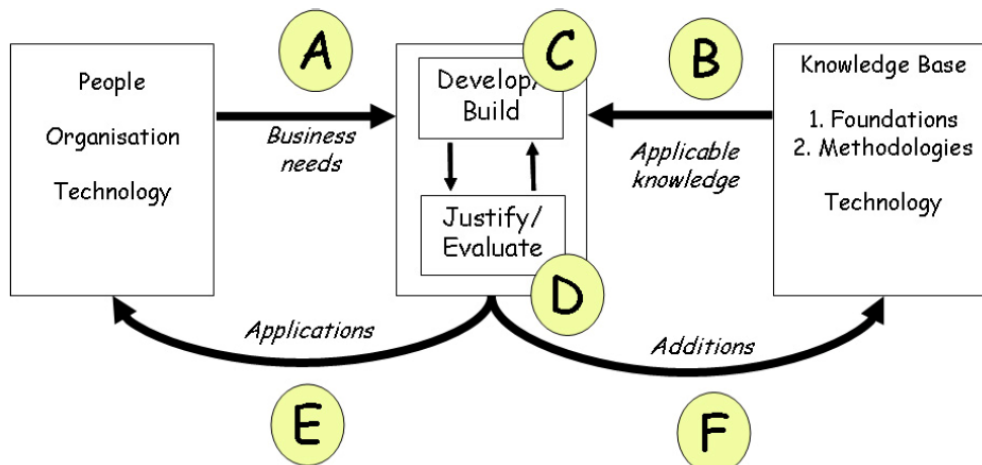 A
C
B
People
Organisation
Technology
Business
needs
Develop/
Build
Applicable
knowledge
Knowledge Base
1. Foundations
2. Methodologies
Technology
Justify/
Evaluate
D
Applications
Additions
E
F